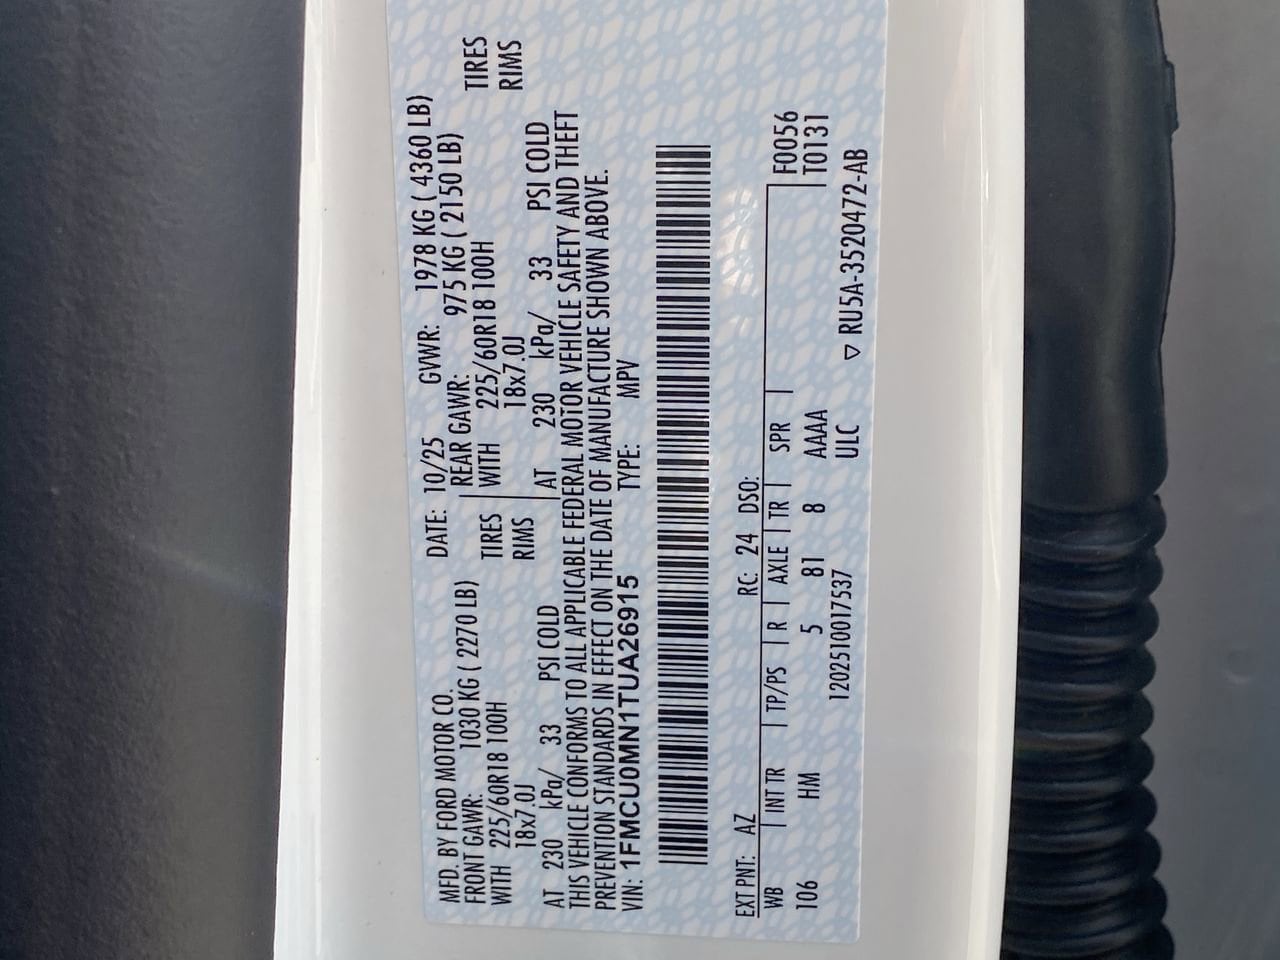 MFD. BY FORD MOTOR CO.
DATE: 10/25 GVWR: 1978 KG ( 4360 LB)
FRONT GAWR: 1030 KG ( 2270 LB)
REAR GAWR: 975 KG ( 2150 LB)
WITH 225/60R18 100H TIRES
WITH 225/60R18 100H TIRES
18x7.0J RIMS
18x7.0J RIMS
AT 230 kPa/ 33 PSI COLD
AT 230 kPa/ 33 PSI COLD
THIS VEHICLE CONFORMS TO ALL APPLICABLE FEDERAL MOTOR VEHICLE SAFETY AND THEFT
PREVENTION STANDARDS IN EFFECT ON THE DATE OF MANUFACTURE SHOWN ABOVE.
VIN: 1FMCU0MN1TUA26915 TYPE: MPV
EXT PNT: AZ RC: 24 DSO:
WB INT TR TP/PS R AXLE TR SPR F0056
106 HM 5 81 8 AAAA T0131
1202510017537 ULC
▽ RU5A-3520472-AB